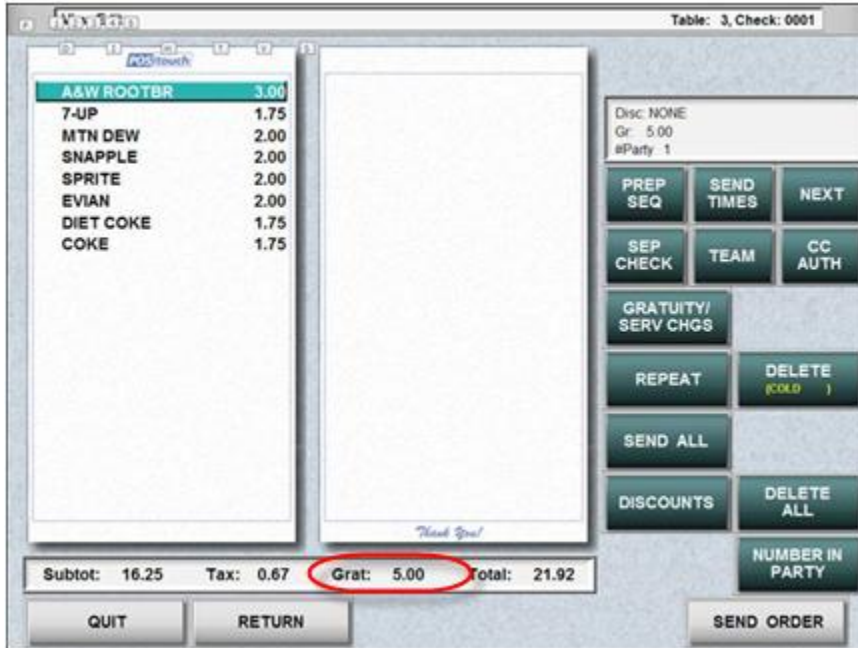 Table: 3, Check: 0001
POSitouch
A&W ROOTBR 3.00
7-UP 1.75
MTN DEW 2.00
SNAPPLE 2.00
SPRITE 2.00
EVIAN 2.00
DIET COKE 1.75
COKE 1.75
Thank You!
Disc: NONE
Gr: 5.00
#Party 1
PREP SEQ
SEND TIMES
NEXT
SEP CHECK
TEAM
CC AUTH
GRATUITY/
SERV CHGS
REPEAT
DELETE
(COLD )
SEND ALL
DISCOUNTS
DELETE ALL
NUMBER IN PARTY
Subtot: 16.25 Tax: 0.67 Grat: 5.00 Total: 21.92
QUIT
RETURN
SEND ORDER